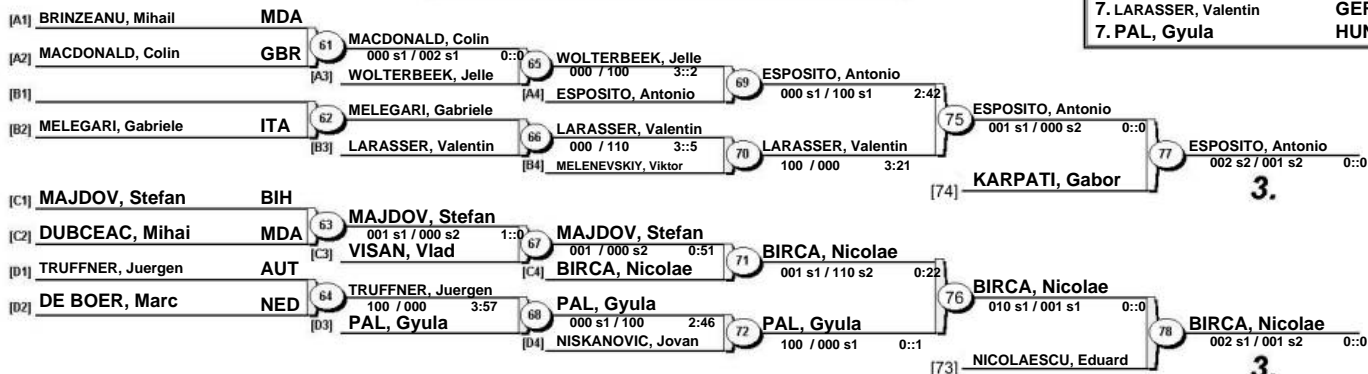 7. LARASSER, Valentin GER
7. PAL, Gyula HUN
[A1] BRINZEANU, Mihail MDA
[A2] MACDONALD, Colin GBR
61 MACDONALD, Colin
000 s1 / 002 s1 0::0
[A3] WOLTERBEEK, Jelle
65 WOLTERBEEK, Jelle
000 / 100 3::2
[A4] ESPOSITO, Antonio
69 ESPOSITO, Antonio
000 s1 / 100 s1 2:42
[B1]
[B2] MELEGARI, Gabriele ITA
62 MELEGARI, Gabriele
[B3] LARASSER, Valentin
66 LARASSER, Valentin
000 / 110 3::5
[B4] MELENEVSKIY, Viktor
70 LARASSER, Valentin
100 / 000 3:21
75 ESPOSITO, Antonio
001 s1 / 000 s2 0::0
[74] KARPATI, Gabor
77 ESPOSITO, Antonio
002 s2 / 001 s2 0::0
3.
[C1] MAJDOV, Stefan BIH
[C2] DUBCEAC, Mihai MDA
63 MAJDOV, Stefan
001 s1 / 000 s2 1::0
[C3] VISAN, Vlad
67 MAJDOV, Stefan
001 / 000 s2 0:51
[C4] BIRCA, Nicolae
71 BIRCA, Nicolae
001 s1 / 110 s2 0:22
[D1] TRUFFNER, Juergen AUT
[D2] DE BOER, Marc NED
64 TRUFFNER, Juergen
100 / 000 3:57
[D3] PAL, Gyula
68 PAL, Gyula
000 s1 / 100 2:46
[D4] NISKANOVIC, Jovan
72 PAL, Gyula
100 / 000 s1 0::1
76 BIRCA, Nicolae
010 s1 / 001 s1 0::0
[73] NICOLAESCU, Eduard
78 BIRCA, Nicolae
002 s1 / 001 s2 0::0
3.